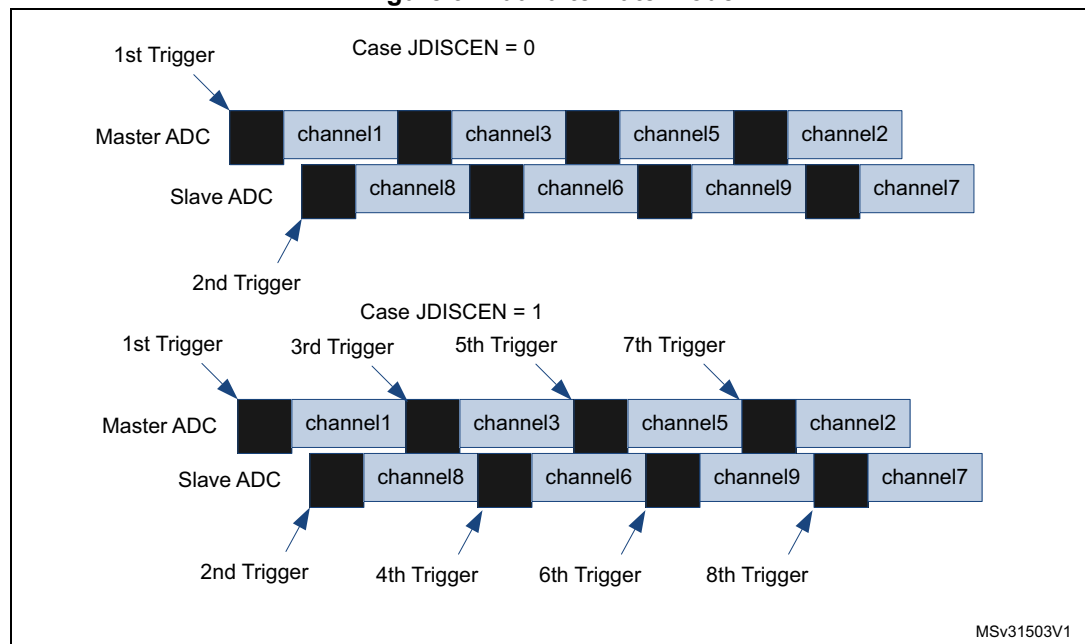 Case JDISCEN = 0
1st Trigger
Master ADC channel1 channel3 channel5 channel2
Slave ADC channel8 channel6 channel9 channel7
2nd Trigger
Case JDISCEN = 1
1st Trigger 3rd Trigger 5th Trigger 7th Trigger
Master ADC channel1 channel3 channel5 channel2
Slave ADC channel8 channel6 channel9 channel7
2nd Trigger 4th Trigger 6th Trigger 8th Trigger
MSv31503V1